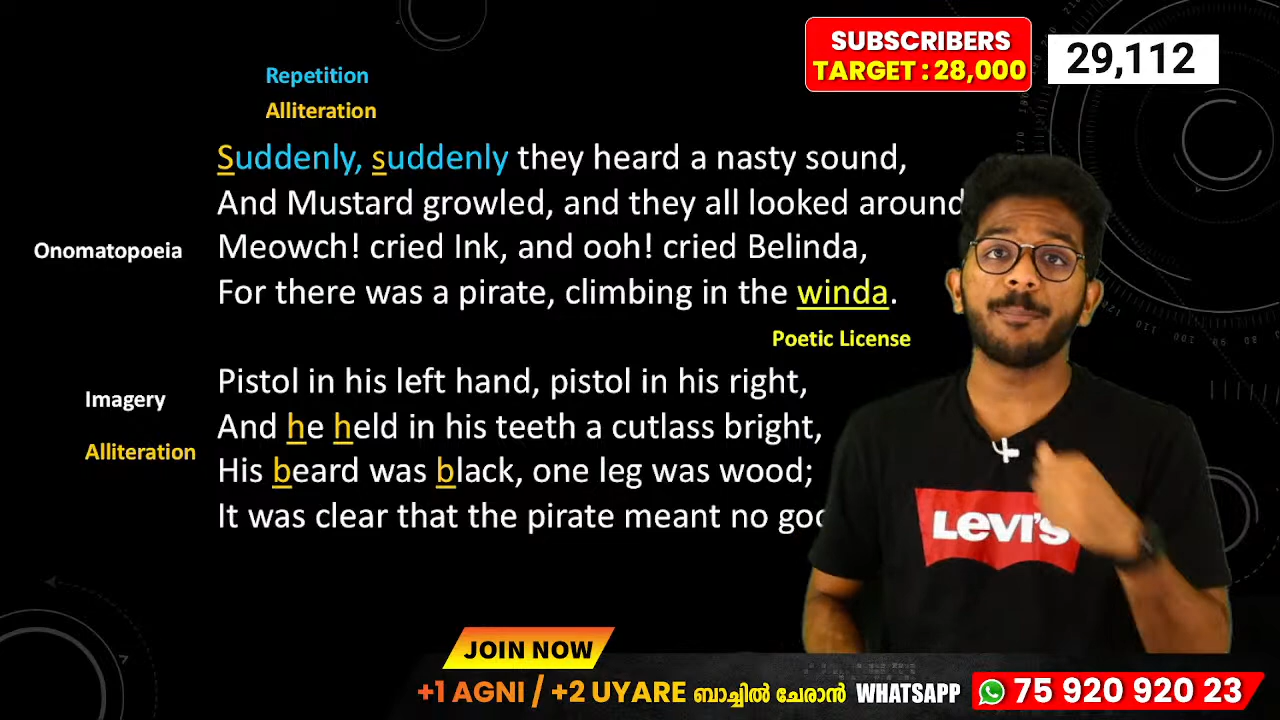 SUBSCRIBERS
TARGET : 28,000
29,112
Repetition
Alliteration
Suddenly, suddenly they heard a nasty sound,
And Mustard growled, and they all looked around
Onomatopoeia
Meowch! cried Ink, and ooh! cried Belinda,
For there was a pirate, climbing in the winda.
Poetic License
Pistol in his left hand, pistol in his right,
Imagery
And he held in his teeth a cutlass bright,
Alliteration
His beard was black, one leg was wood;
It was clear that the pirate meant no
LEVI'S
JOIN NOW
+1 AGNI / +2 UYARE ബാച്ചിൽ ചേരാൻ WHATSAPP 75 920 920 23